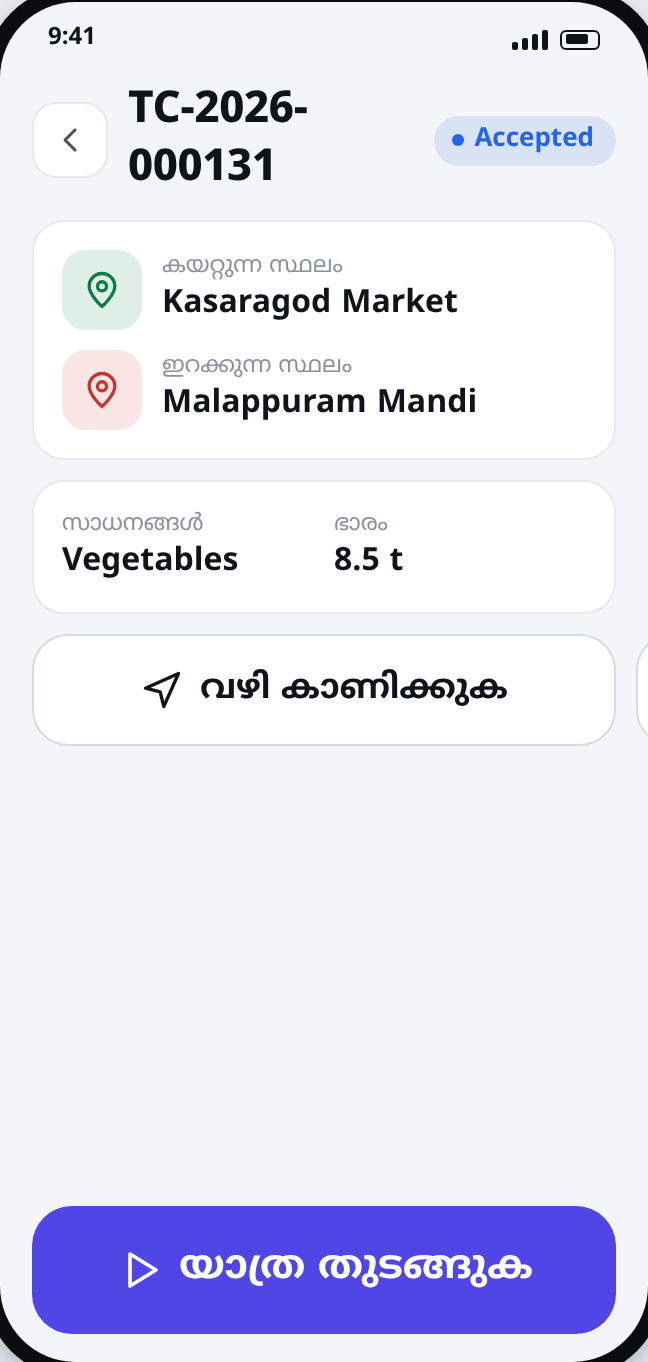 9:41
TC-2026-
000131
Accepted
കയറ്റുന്ന സ്ഥലം
Kasaragod Market
ഇറക്കുന്ന സ്ഥലം
Malappuram Mandi
സാധനങ്ങൾ
ഭാരം
Vegetables
8.5 t
വഴി കാണിക്കുക
യാത്ര തുടങ്ങുക